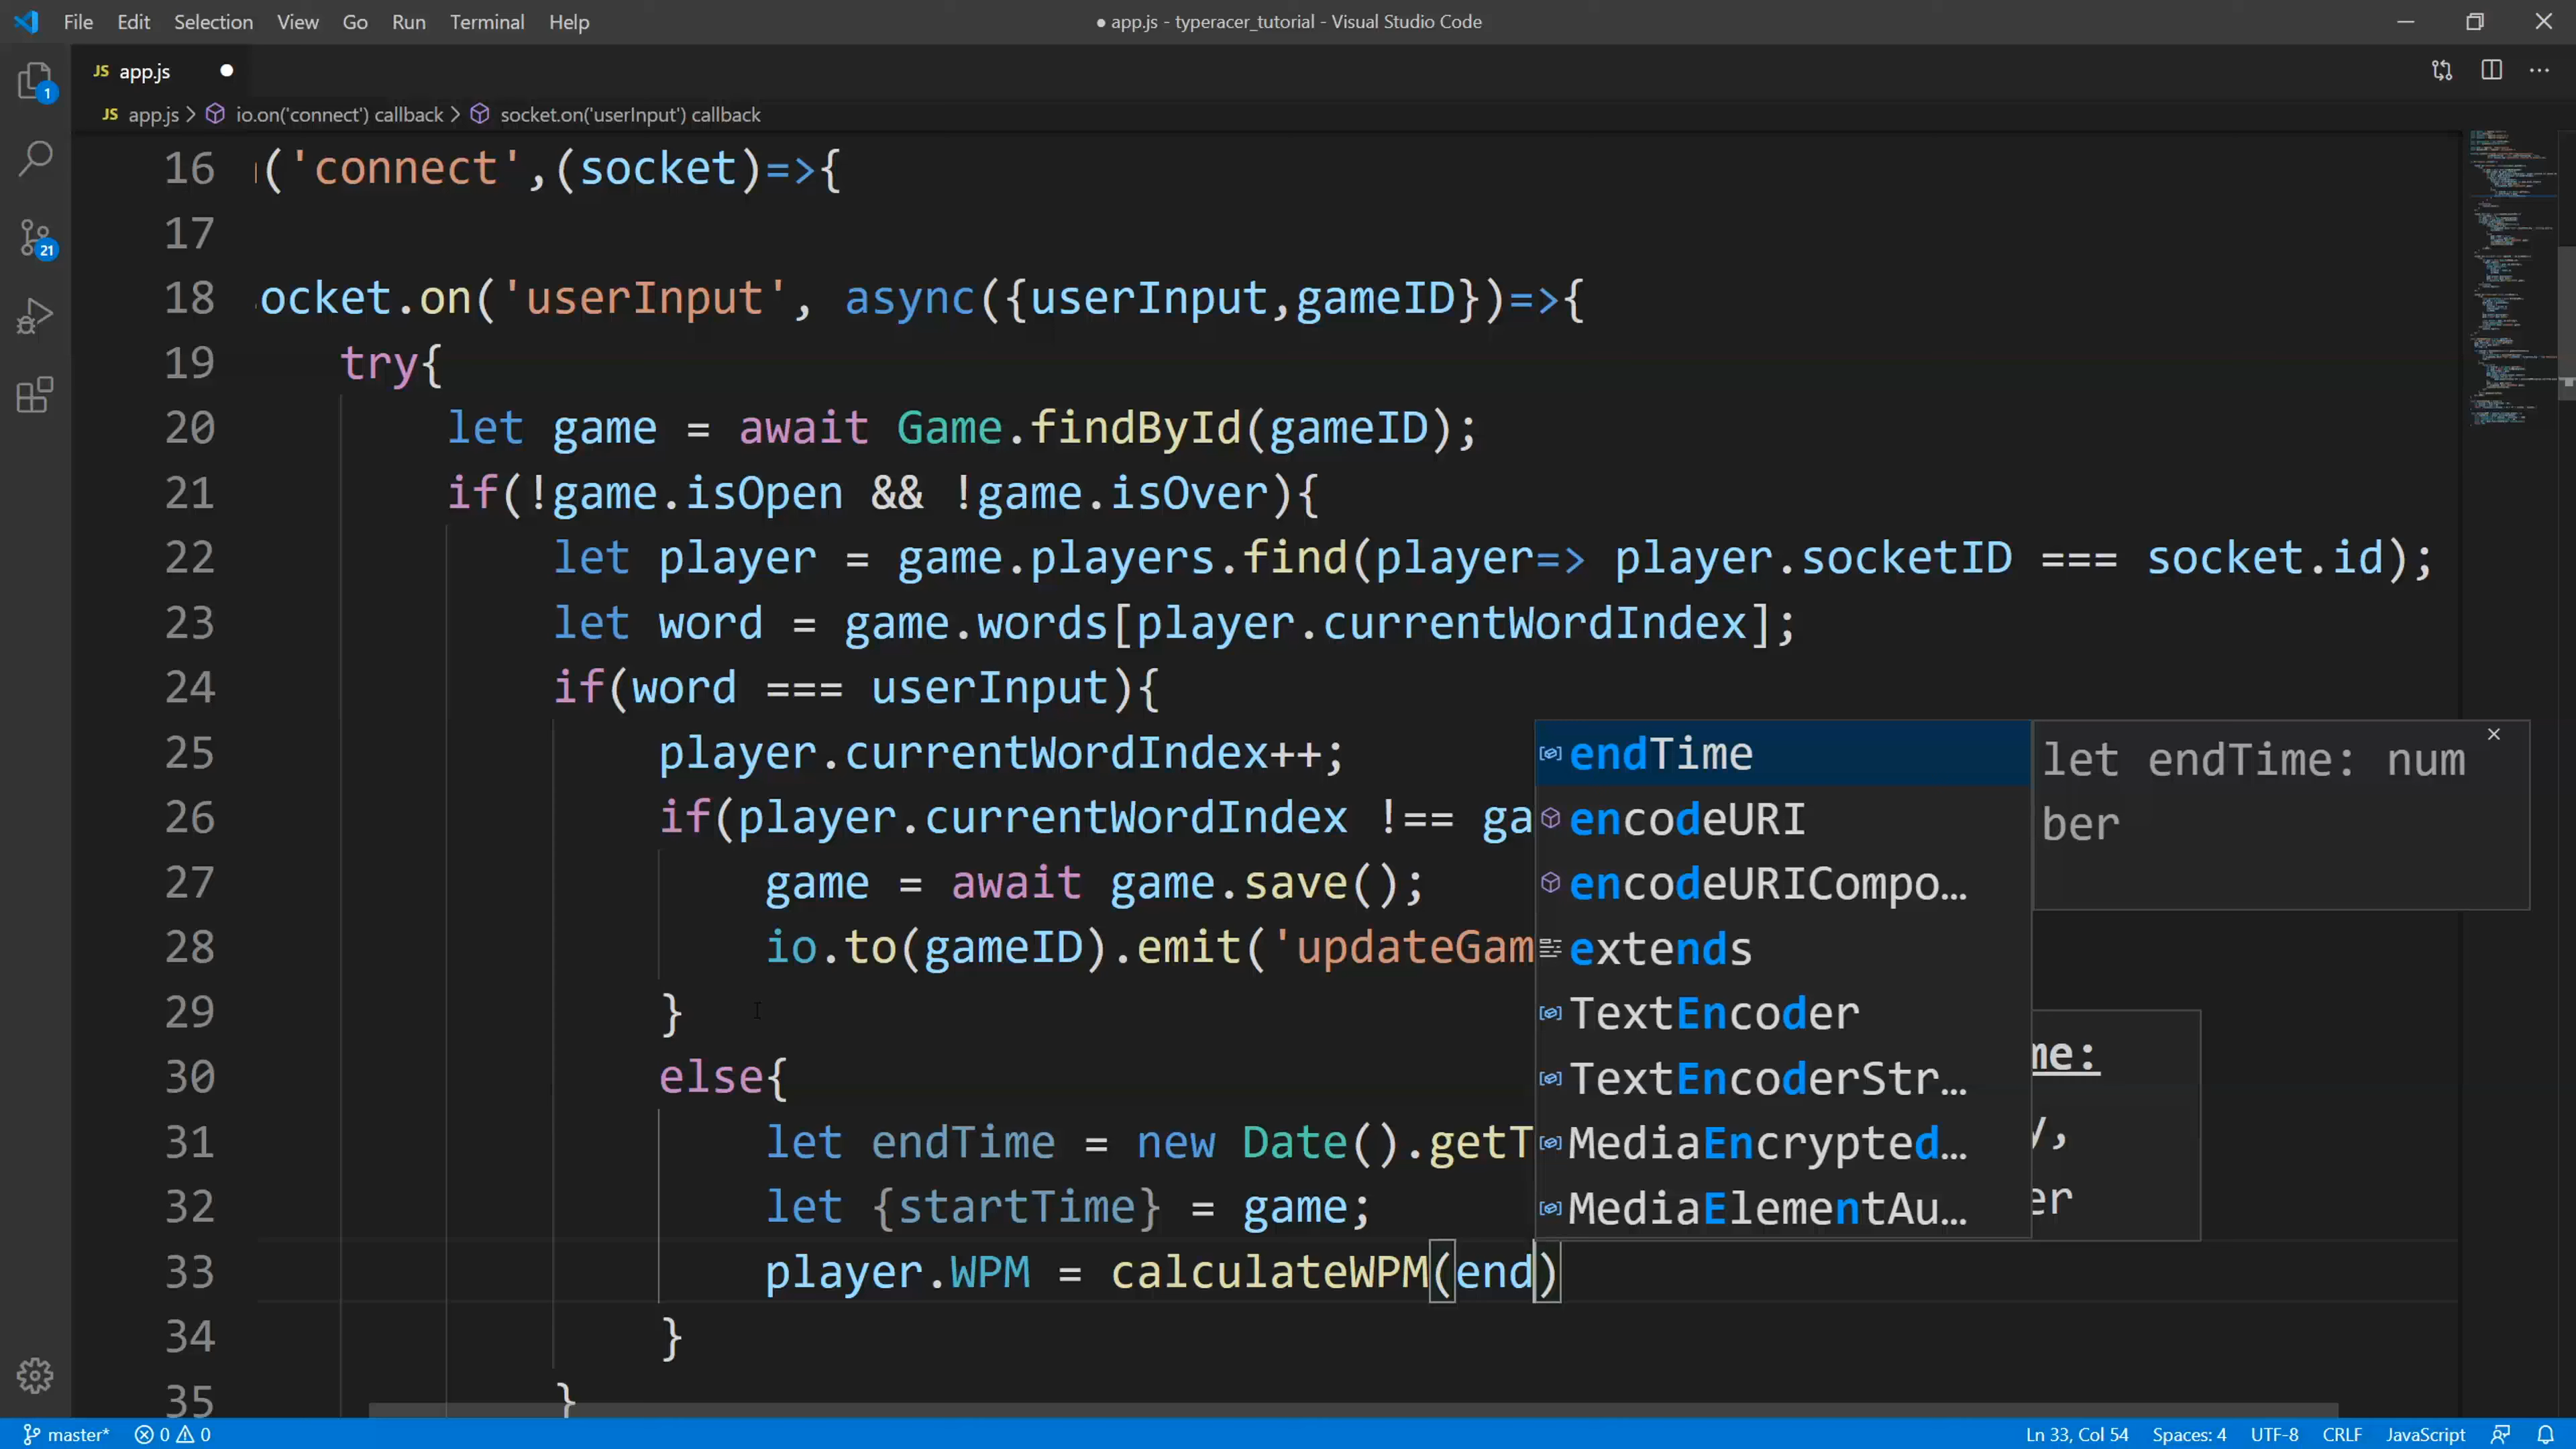 File Edit Selection View Go Run Terminal Help
● app.js - typeracer_tutorial - Visual Studio Code
JS app.js ●
JS app.js > io.on('connect') callback > socket.on('userInput') callback
1
21
16 ('connect',(socket)=>{
17
18 ocket.on('userInput', async({userInput,gameID})=>{
19 try{
20 let game = await Game.findById(gameID);
21 if(!game.isOpen && !game.isOver){
22 let player = game.players.find(player=> player.socketID === socket.id);
23 let word = game.words[player.currentWordIndex];
24 if(word === userInput){
25 player.currentWordIndex++;
26 if(player.currentWordIndex !== ga
27 game = await game.save();
28 io.to(gameID).emit('updateGam
29 }
30 else{
31 let endTime = new Date().getT
32 let {startTime} = game;
33 player.WPM = calculateWPM(end)
34 }
35 }
endTime
encodeURI
encodeURICompo…
extends
TextEncoder
TextEncoderStr…
MediaEncrypted…
MediaElementAu…
let endTime: num
ber
me:
y,
er
master* 0 0
Ln 33, Col 54 Spaces: 4 UTF-8 CRLF JavaScript